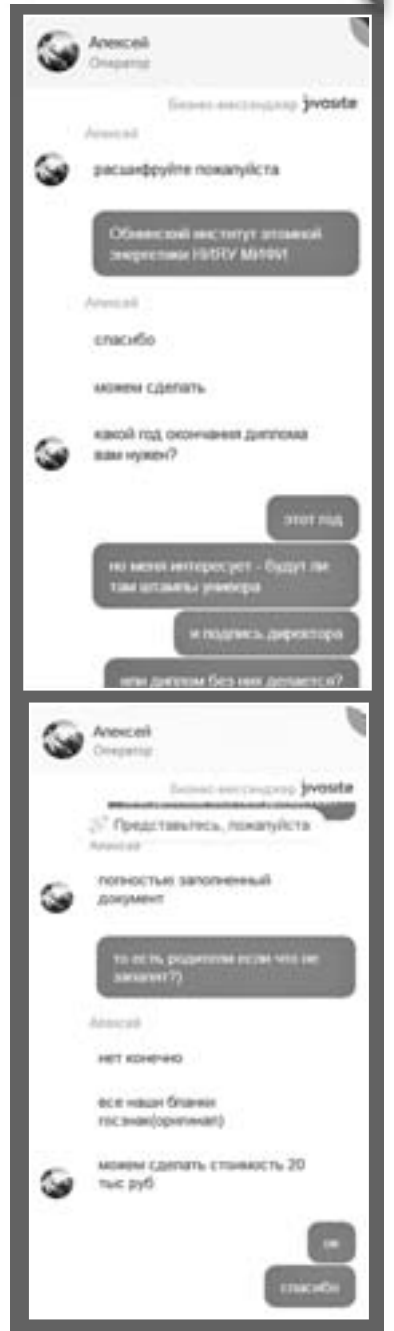 Алексей
Оператор
Бизнес-мессенджер jivosite
Алексей
расшифруйте пожалуйста
Обнинский институт атомной
энергетики НИЯУ МИФИ
Алексей
спасибо
можем сделать
какой год окончания диплома
вам нужен?
этот год
но меня интересует - будут ли
там штампы универа
и подпись директора
или диплом без них делается?
Алексей
Оператор
Бизнес-мессенджер jivosite
Представьтесь, пожалуйста
Алексей
полностью заполненный
документ
то есть родители если что не
Алексей
нет конечно
все наши бланки
госзнак(оригинал)
можем сделать стоимость 20
тыс руб
ок
спасибо